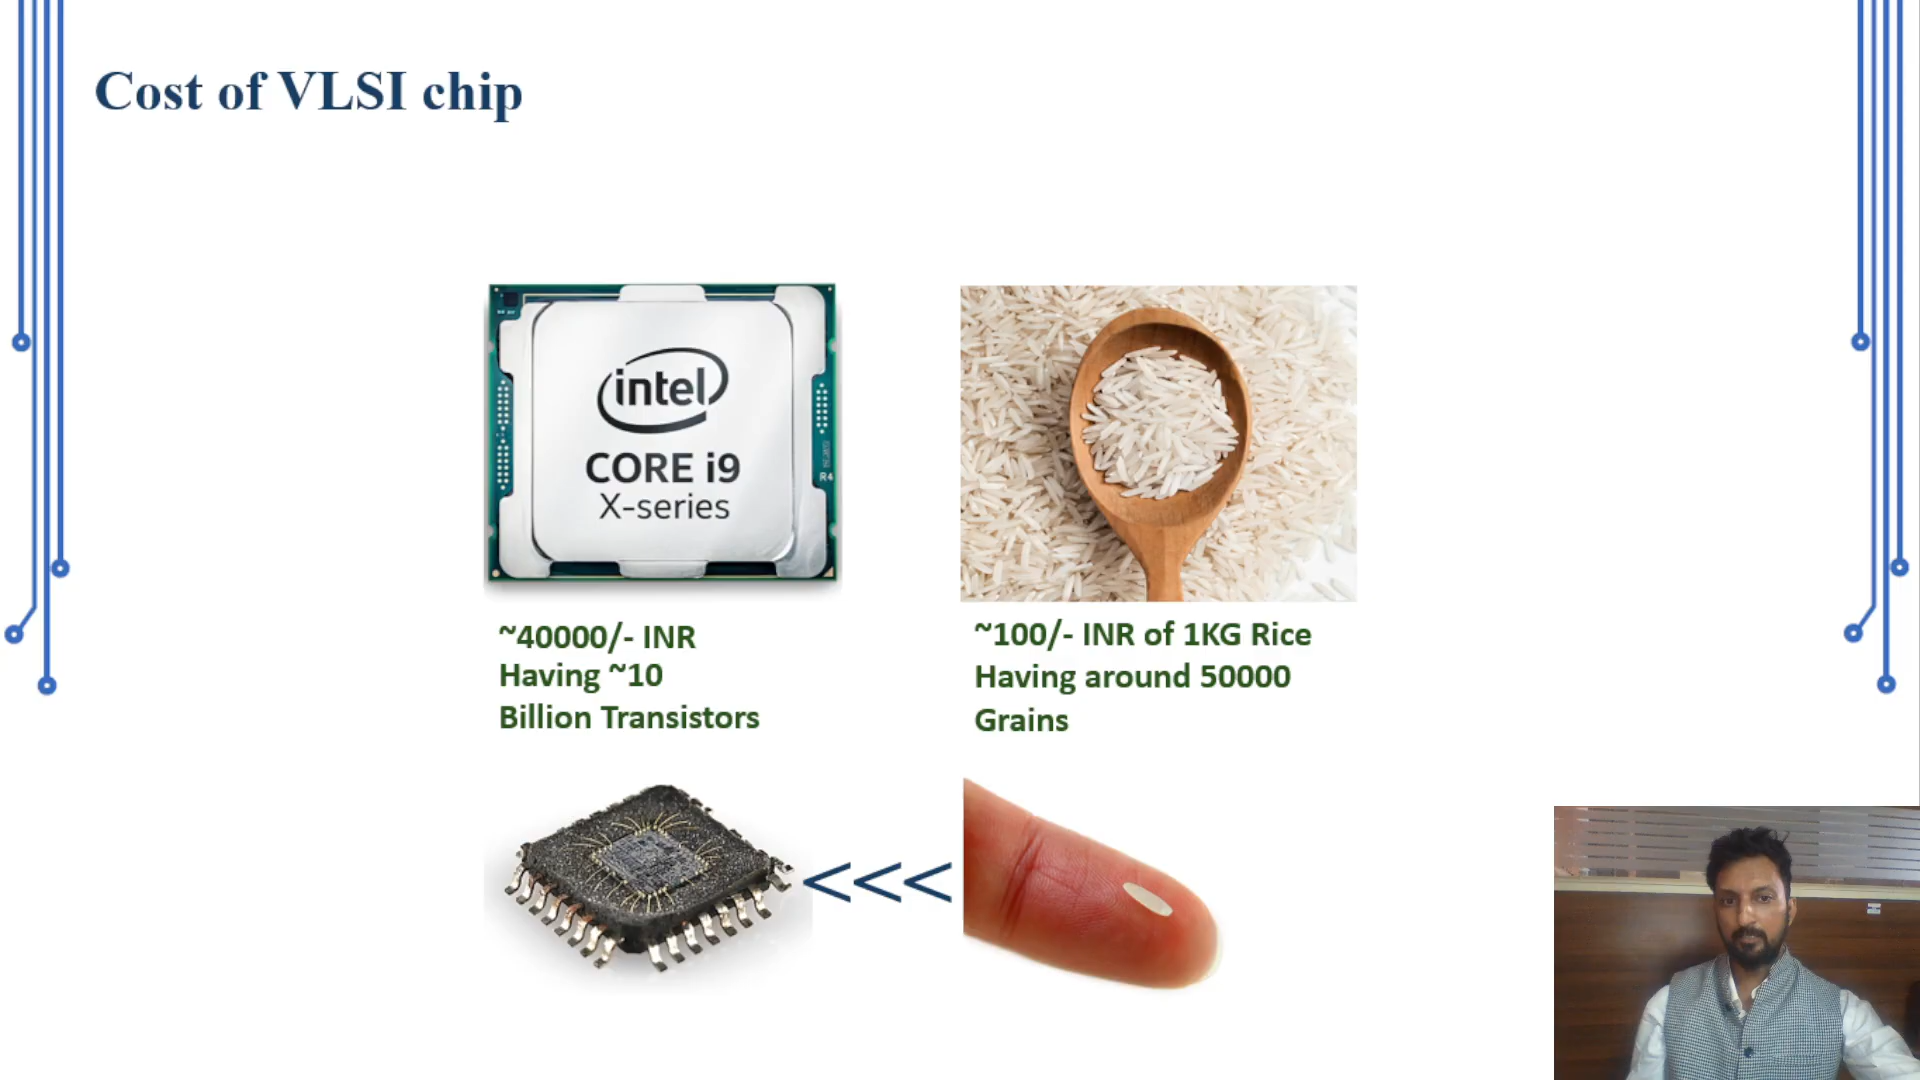 Cost of VLSI chip
intel
CORE i9
X-series
~40000/- INR
Having ~10
Billion Transistors
~100/- INR of 1KG Rice
Having around 50000
Grains
<<<